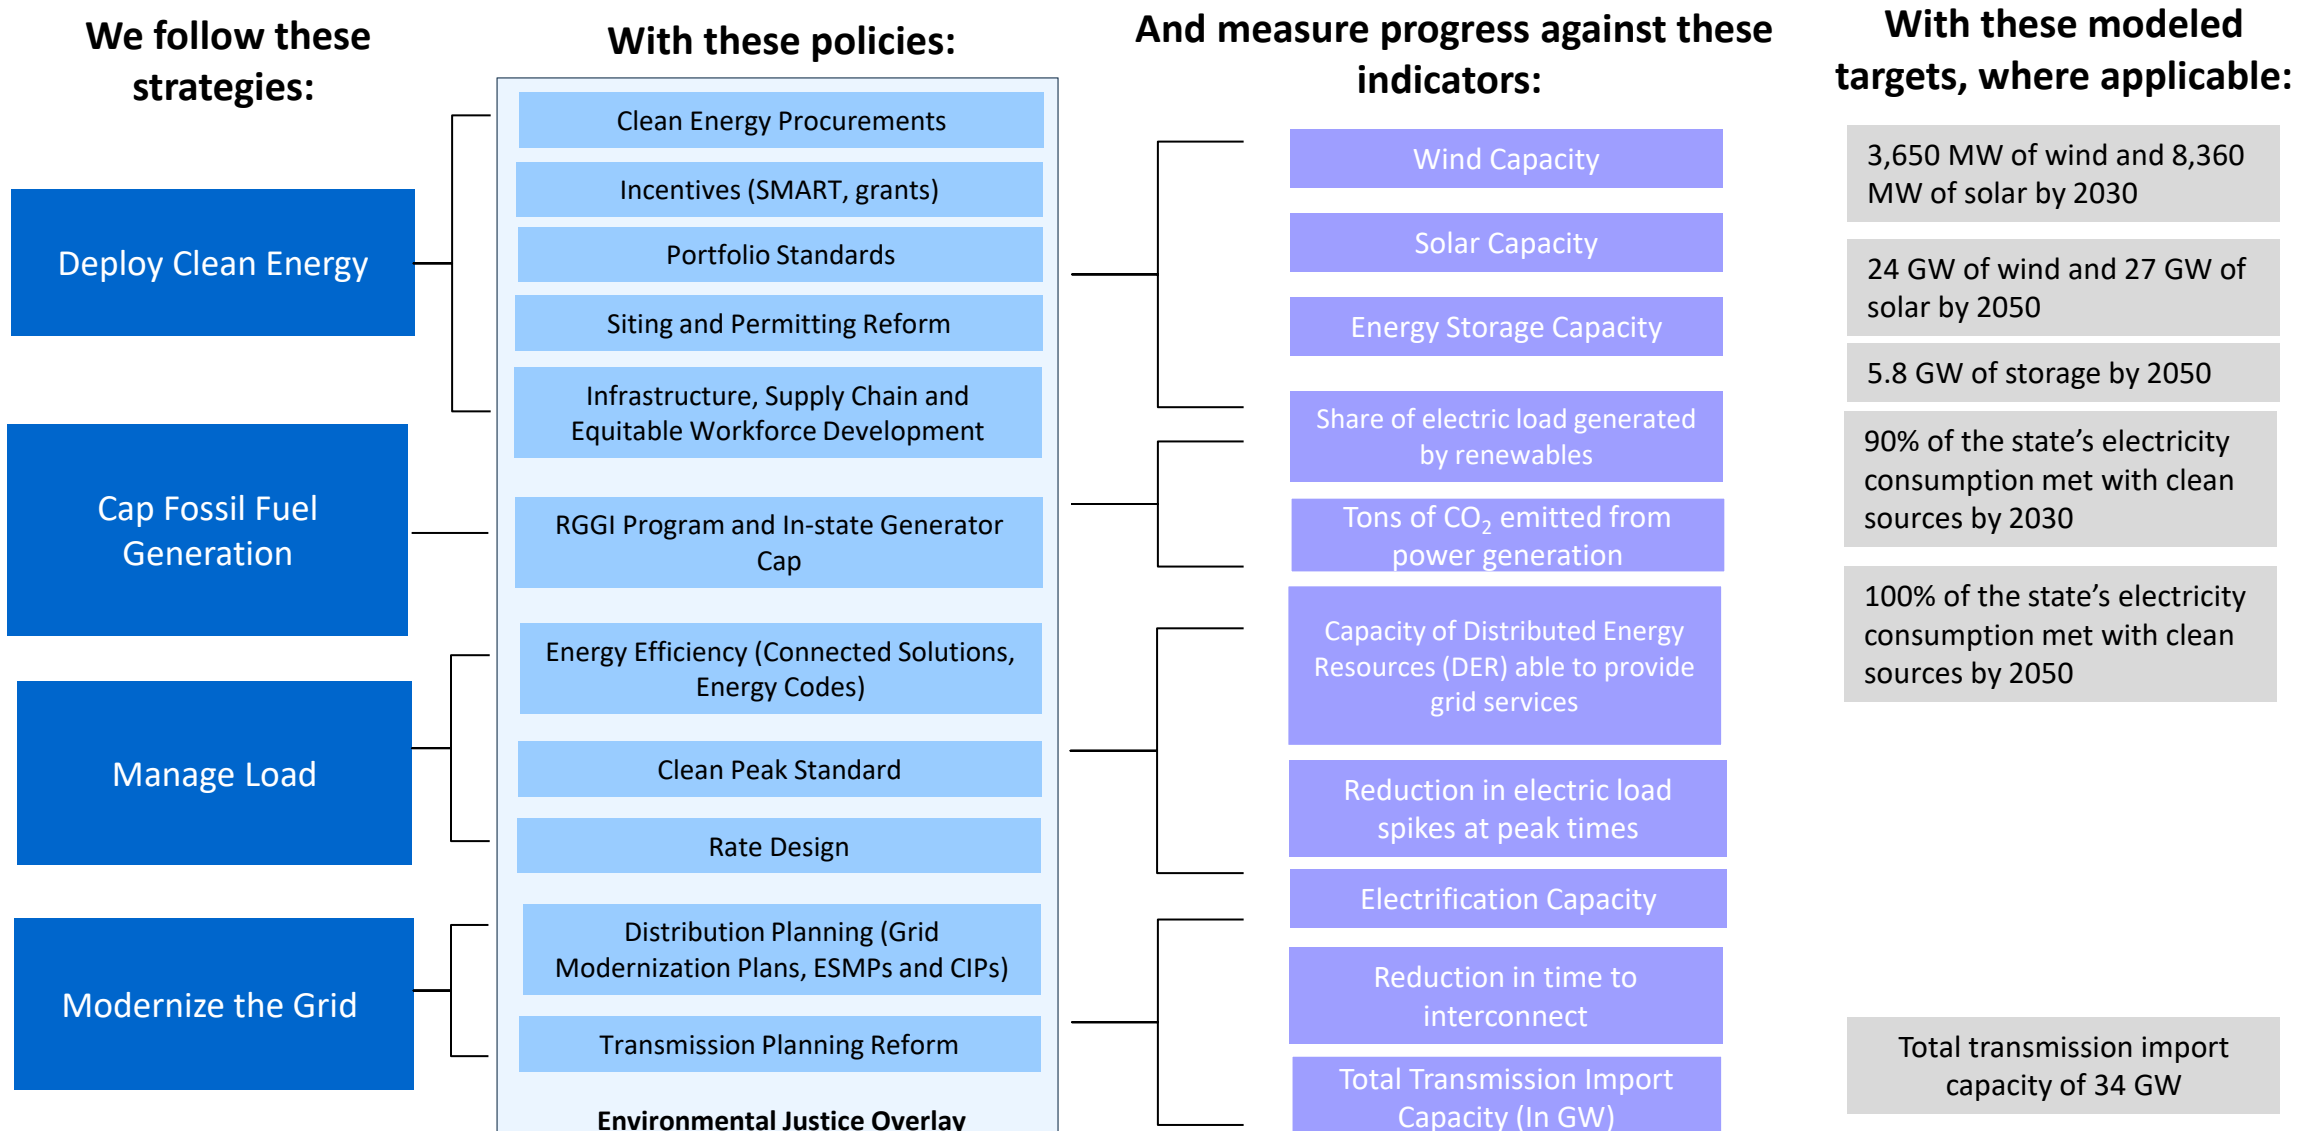 We follow these
strategies:
With these policies:
And measure progress against these
indicators:
With these modeled
targets, where applicable:
Deploy Clean Energy
Cap Fossil Fuel
Generation
Manage Load
Modernize the Grid
Clean Energy Procurements
Incentives (SMART, grants)
Portfolio Standards
Siting and Permitting Reform
Infrastructure, Supply Chain and
Equitable Workforce Development
RGGI Program and In-state Generator
Cap
Energy Efficiency (Connected Solutions,
Energy Codes)
Clean Peak Standard
Rate Design
Distribution Planning (Grid
Modernization Plans, ESMPs and CIPs)
Transmission Planning Reform
Environmental Justice Overlay
Wind Capacity
Solar Capacity
Energy Storage Capacity
Share of electric load generated
by renewables
Tons of CO₂ emitted from
power generation
Capacity of Distributed Energy
Resources (DER) able to provide
grid services
Reduction in electric load
spikes at peak times
Electrification Capacity
Reduction in time to
interconnect
Total Transmission Import
Capacity (In GW)
3,650 MW of wind and 8,360
MW of solar by 2030
24 GW of wind and 27 GW of
solar by 2050
5.8 GW of storage by 2050
90% of the state’s electricity
consumption met with clean
sources by 2030
100% of the state’s electricity
consumption met with clean
sources by 2050
Total transmission import
capacity of 34 GW